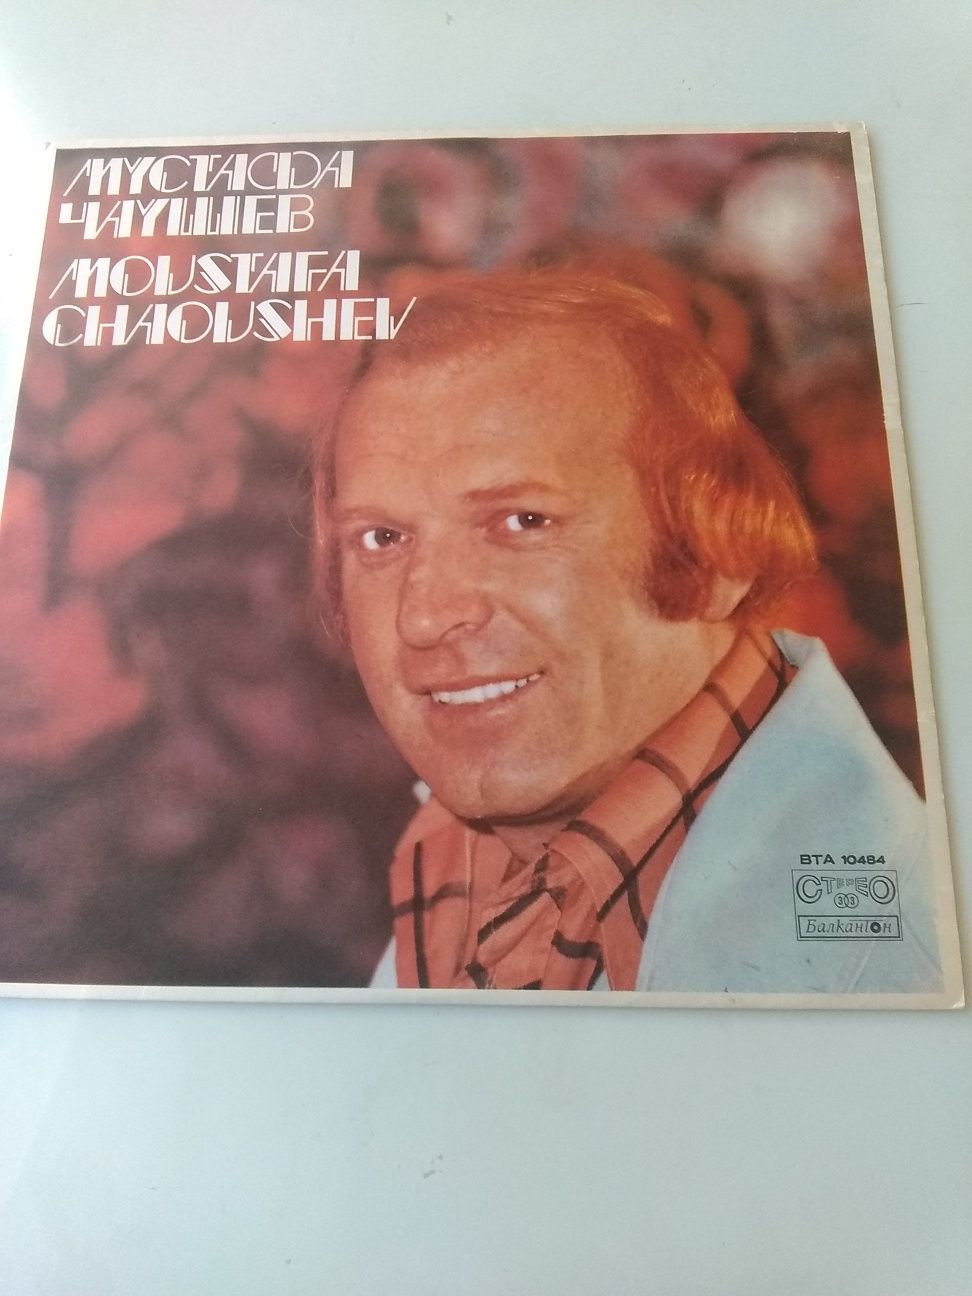 МУСТАФА
ЧАУШЕВ
MOUSTAFA
CHAOUSHEV
ВТА 10484
СТЕРЕО
33
Балкантон